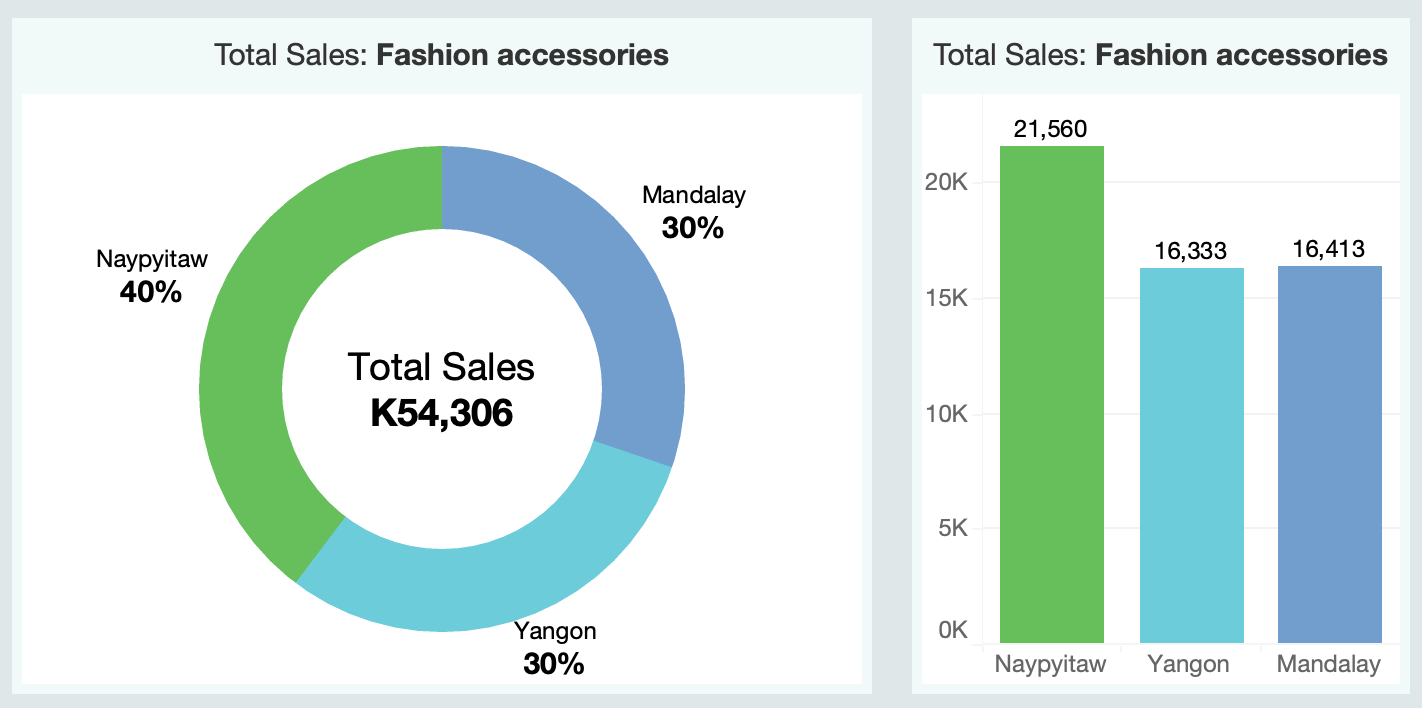 Total Sales: Fashion accessories
Mandalay
30%
Naypyitaw
40%
Total Sales
K54,306
Yangon
30%
Total Sales: Fashion accessories
21,560
20K
16,333
16,413
15K
10K
5K
0K
Naypyitaw
Yangon
Mandalay